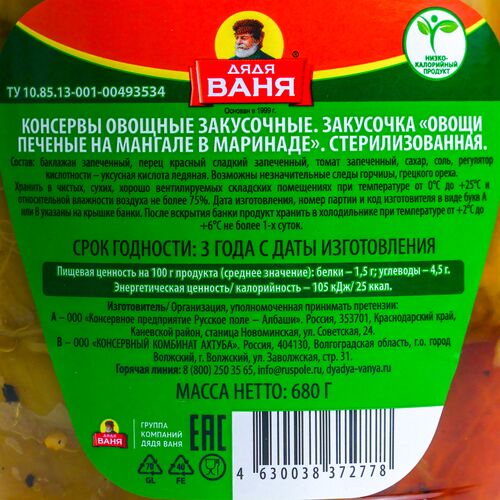 ДЯДЯ
ВАНЯ
Основан в 1999 г.
НИЗКО-
КАЛОРИЙНЫЙ
ПРОДУКТ
ТУ 10.85.13-001-00493534
КОНСЕРВЫ ОВОЩНЫЕ ЗАКУСОЧНЫЕ. ЗАКУСОЧКА «ОВОЩИ
ПЕЧЕНЫЕ НА МАНГАЛЕ В МАРИНАДЕ». СТЕРИЛИЗОВАННАЯ.
Состав: баклажан запеченный, перец красный сладкий запеченный, томат запеченный, сахар, соль, регулятор
кислотности – уксусная кислота ледяная. Возможны незначительные следы горчицы, грецкого ореха.
Хранить в чистых, сухих, хорошо вентилируемых складских помещениях при температуре от 0°С до +25°С и
относительной влажности воздуха не более 75%. Дата изготовления, номер партии и код изготовителя в виде букв А
или В указаны на крышке банки. После вскрытия банки продукт хранить в холодильнике при температуре от +2°С до
+6°С не более 1-х суток.
СРОК ГОДНОСТИ: 3 ГОДА С ДАТЫ ИЗГОТОВЛЕНИЯ
Пищевая ценность на 100 г продукта (среднее значение): белки – 1,5 г; углеводы – 4,5 г.
Энергетическая ценность/ калорийность – 105 кДж/ 25 ккал.
Изготовитель/ Организация, уполномоченная принимать претензии:
А – ООО «Консервное предприятие Русское поле – Албаши». Россия, 353701, Краснодарский край,
Каневской район, станица Новоминская, ул. Советская, 24.
В – ООО «КОНСЕРВНЫЙ КОМБИНАТ АХТУБА». Россия, 404130, Волгоградская область, г.о. город
Волжский, г. Волжский, ул. Заволжская, стр. 31.
Горячая линия: 8 (800) 250 35 65, info@ruspole.ru, dyadya-vanya.ru
МАССА НЕТТО: 680 Г
ДЯДЯ
ВАНЯ
ГРУППА
КОМПАНИЙ
ДЯДЯ ВАНЯ
EAC
70
GL
40
FE
4 630038 372778